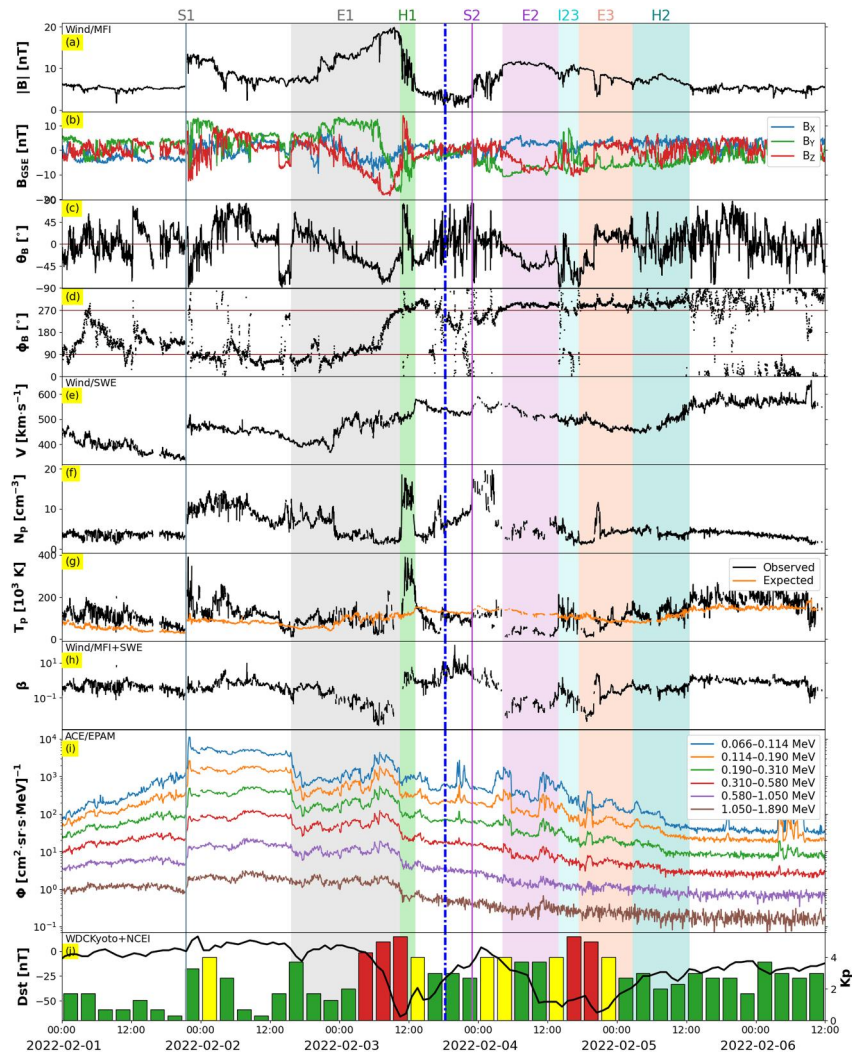 S1 E1 H1 S2 E2 I23 E3 H2
Wind/MFI
(a)
|B| [nT]
20
10
0
(b)
B_GSE [nT]
10
0
−10
−20
B_X
B_Y
B_Z
(c)
θ_B [°]
90
45
0
−45
−90
(d)
ϕ_B [°]
270
180
90
0
Wind/SWE
(e)
V [km·s⁻¹]
600
500
400
(f)
N_p [cm⁻³]
20
10
0
(g)
T_p [10³ K]
400
200
0
Observed
Expected
Wind/MFI+SWE
(h)
β
10¹
10⁻¹
ACE/EPAM
(i)
Φ [cm²·sr·s·MeV]⁻¹
10⁴
10³
10²
10¹
10⁰
10⁻¹
0.066–0.114 MeV
0.114–0.190 MeV
0.190–0.310 MeV
0.310–0.580 MeV
0.580–1.050 MeV
1.050–1.890 MeV
WDCKyoto+NCEI
(j)
Dst [nT]
0
−25
−50
Kp
4
2
0
00:00 12:00 00:00 12:00 00:00 12:00 00:00 12:00 00:00 12:00 00:00 12:00
2022-02-01 2022-02-02 2022-02-03 2022-02-04 2022-02-05 2022-02-06